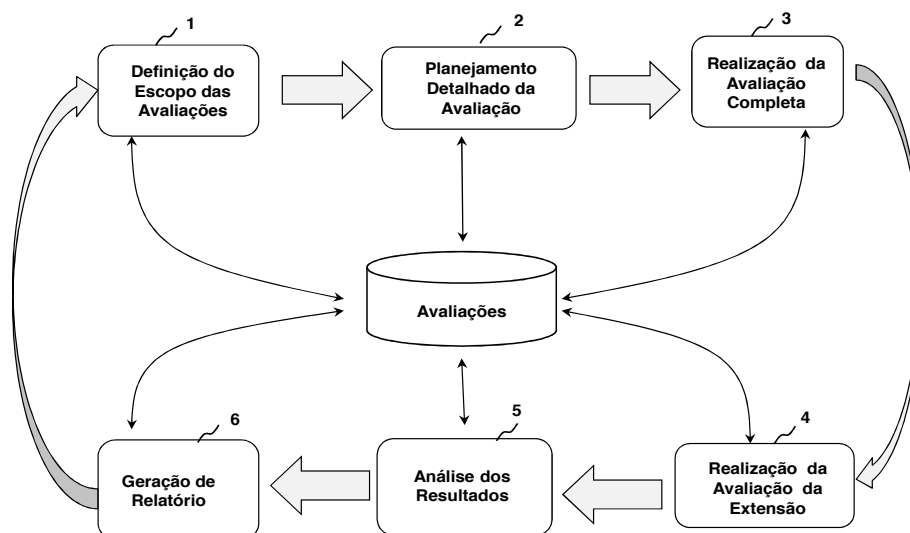 1
Definição do
Escopo das
Avaliações
2
Planejamento
Detalhado da
Avaliação
3
Realização da
Avaliação
Completa
Avaliações
4
Realização da
Avaliação da
Extensão
5
Análise dos
Resultados
6
Geração de
Relatório